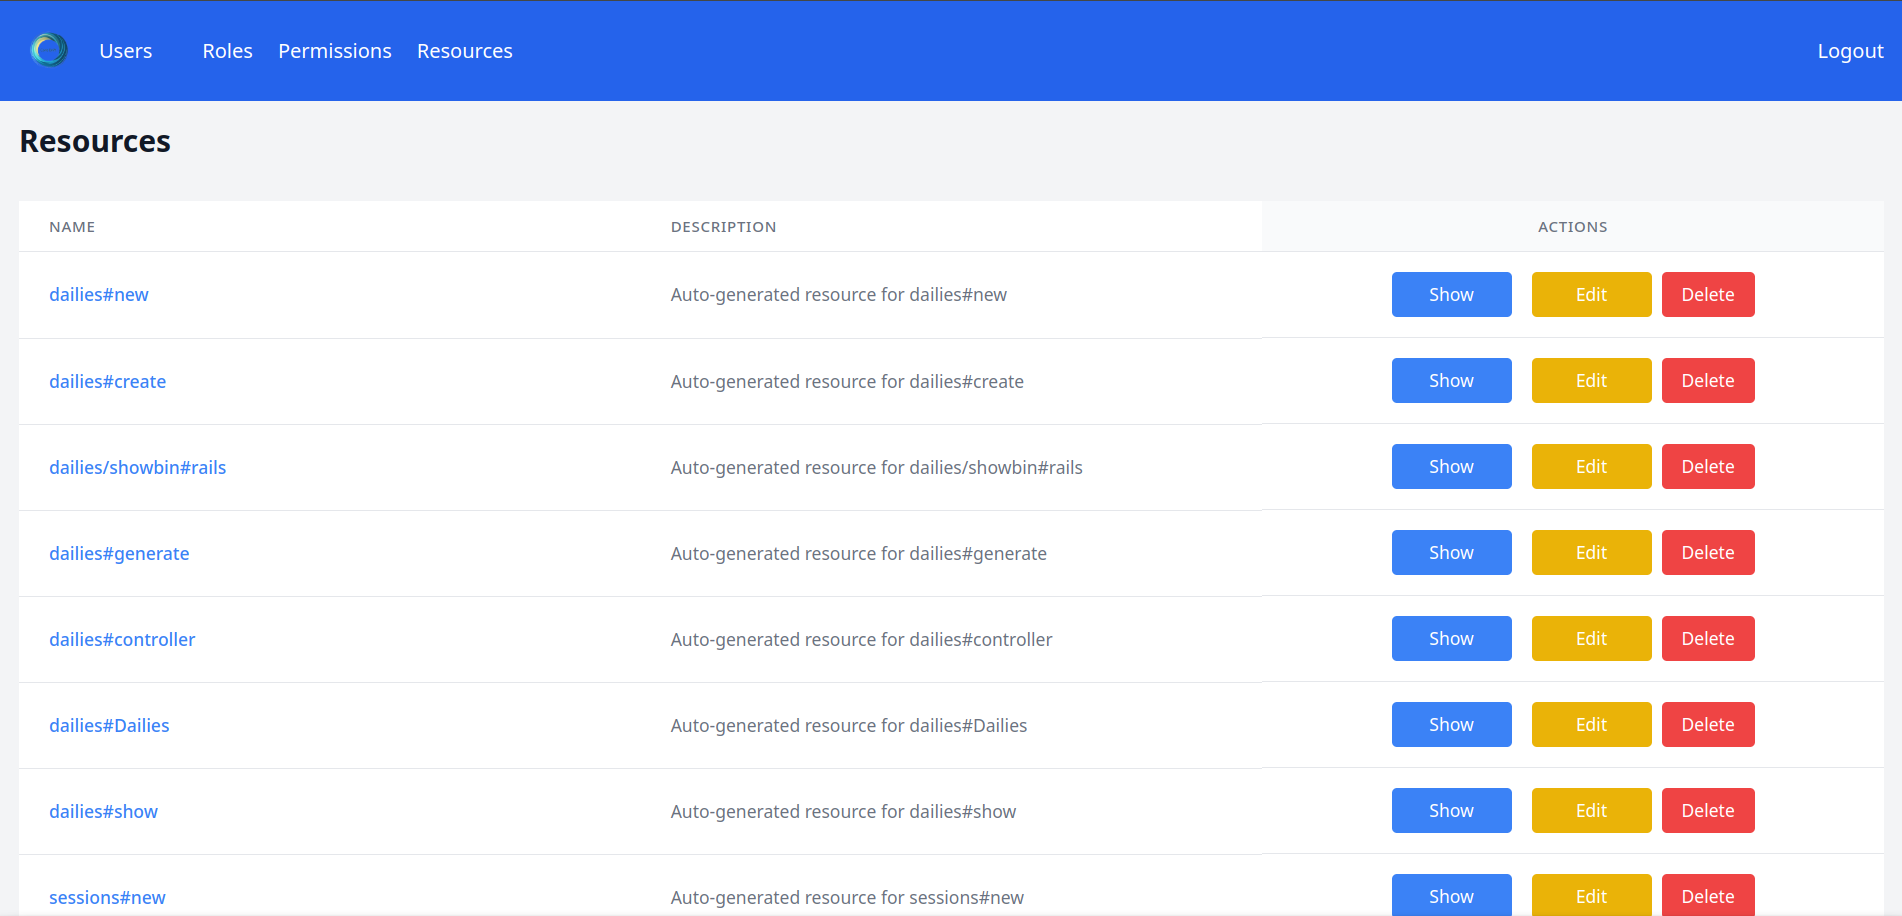 Users Roles Permissions Resources Logout
Resources
NAME DESCRIPTION ACTIONS
dailies#new Auto-generated resource for dailies#new Show Edit Delete
dailies#create Auto-generated resource for dailies#create Show Edit Delete
dailies/showbin#rails Auto-generated resource for dailies/showbin#rails Show Edit Delete
dailies#generate Auto-generated resource for dailies#generate Show Edit Delete
dailies#controller Auto-generated resource for dailies#controller Show Edit Delete
dailies#Dailies Auto-generated resource for dailies#Dailies Show Edit Delete
dailies#show Auto-generated resource for dailies#show Show Edit Delete
sessions#new Auto-generated resource for sessions#new Show Edit Delete